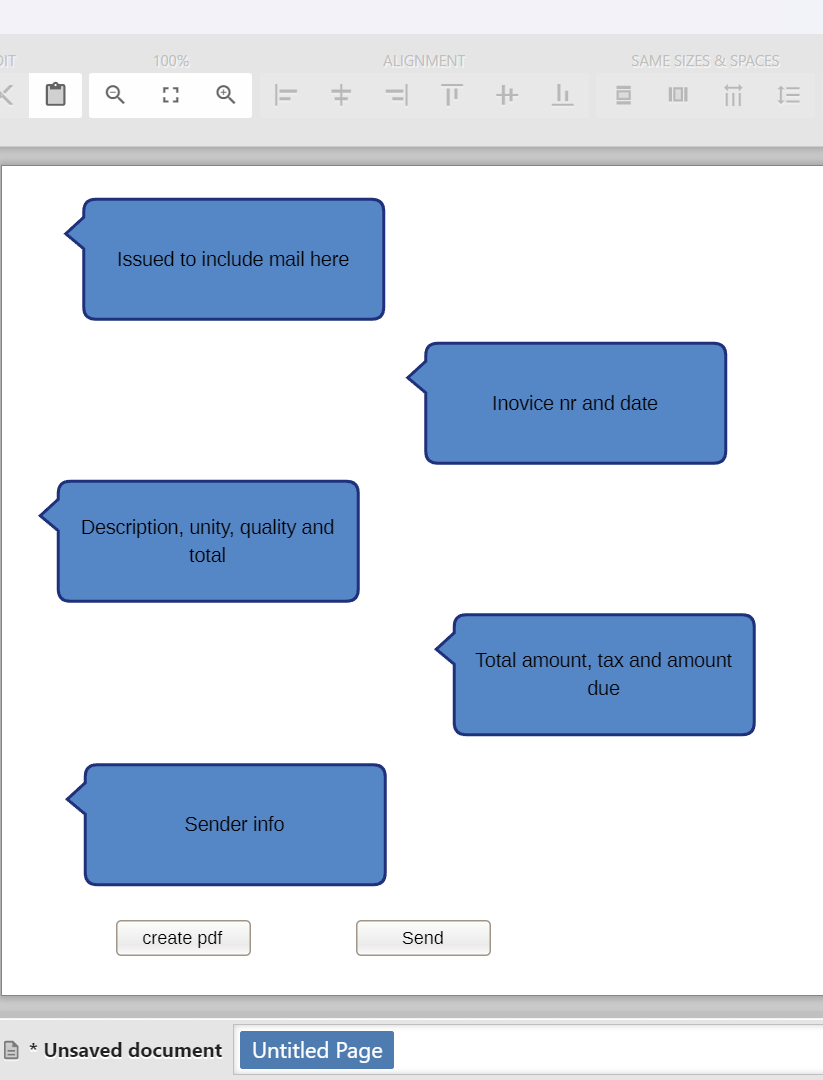 DIT
100%
ALIGNMENT
SAME SIZES & SPACES
Issued to include mail here
Inovice nr and date
Description, unity, quality and
total
Total amount, tax and amount
due
Sender info
create pdf
Send
* Unsaved document
Untitled Page